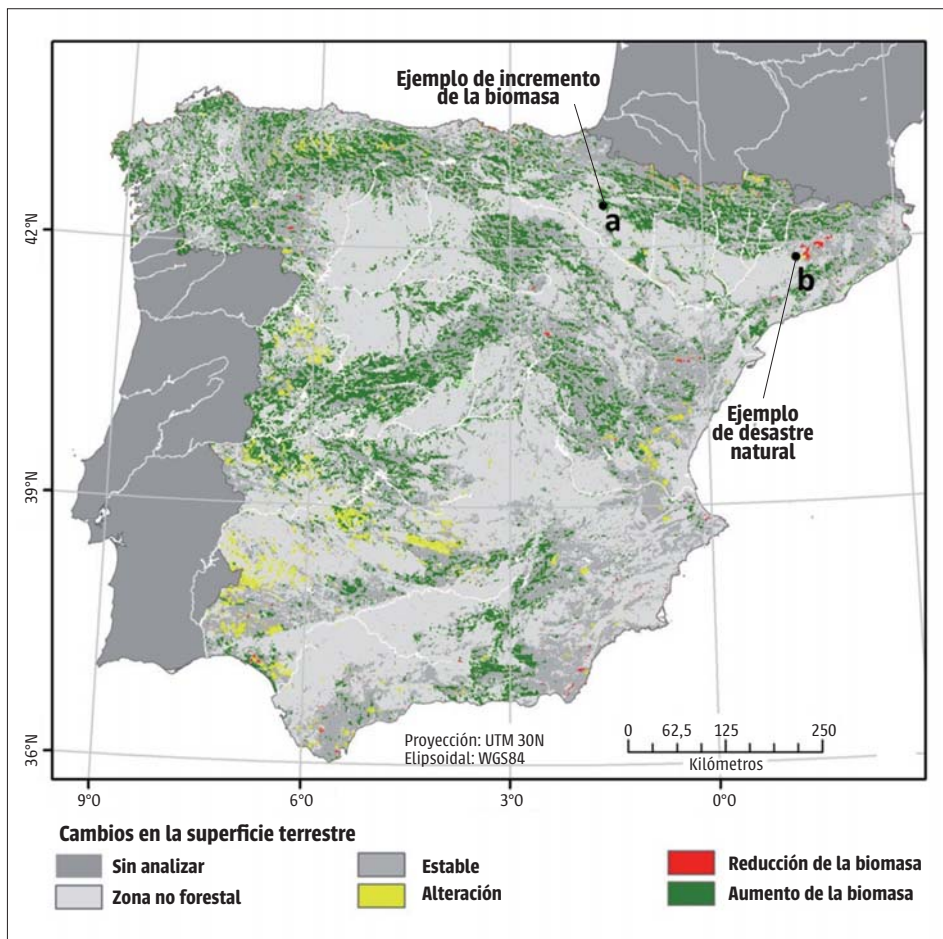 Ejemplo de incremento
de la biomasa
a
42°N
b
Ejemplo
de desastre
natural
39°N
36°N
Proyección: UTM 30N
Elipsoidal: WGS84
0 62,5 125 250
Kilómetros
9°0 6°0 3°0 0°0
Cambios en la superficie terrestre
Sin analizar
Estable
Reducción de la biomasa
Zona no forestal
Alteración
Aumento de la biomasa